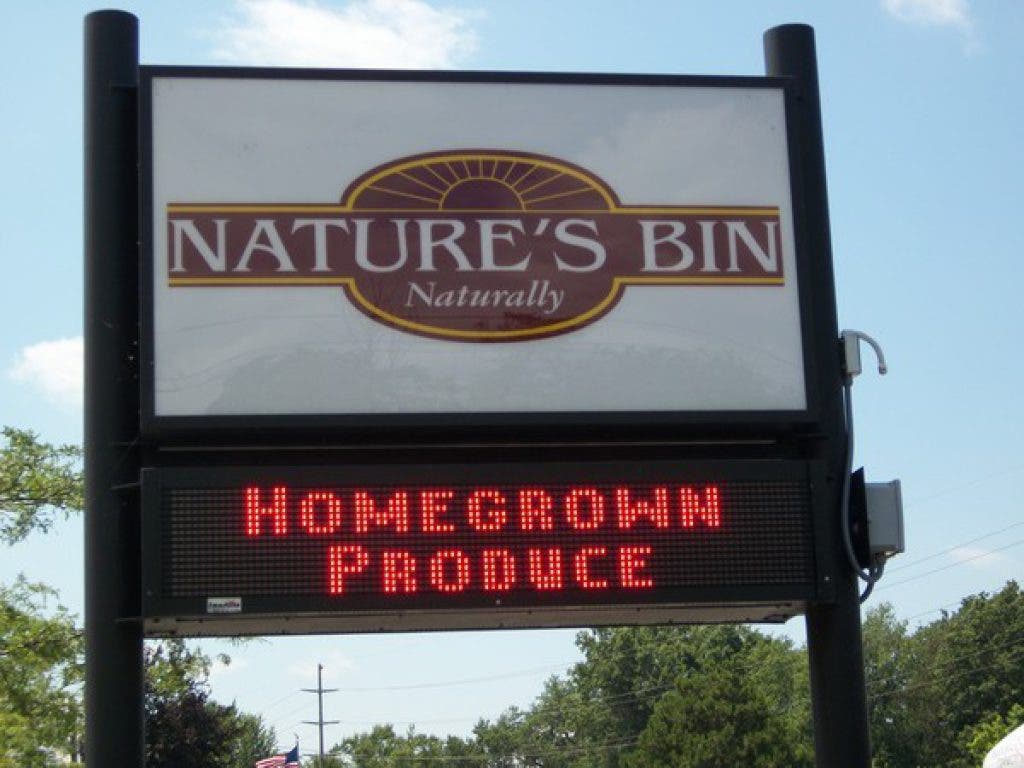 NATURE'S BIN
Naturally
HOMEGROWN
PRODUCE